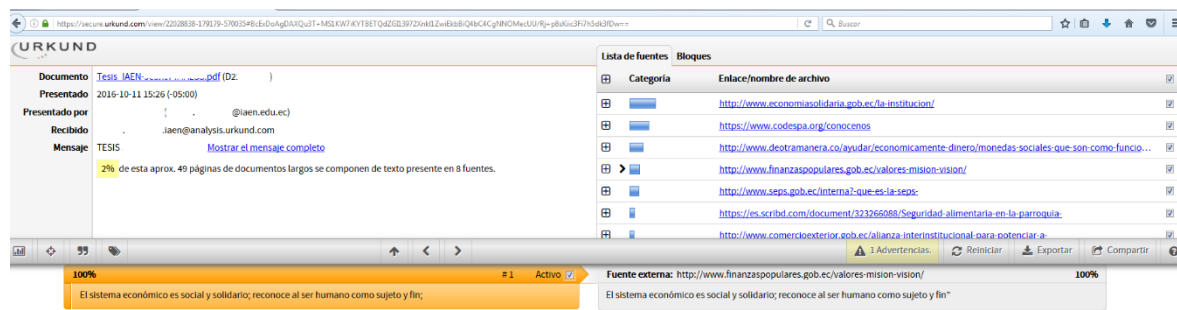 https://secure.urkund.com/view/22028838-179179-570035#
Buscar
URKUND
Documento Tesis_IAEN- .pdf (D2. )
Presentado 2016-10-11 15:26 (-05:00)
Presentado por @iaen.edu.ec)
Recibido .iaen@analysis.urkund.com
Mensaje TESIS Mostrar el mensaje completo
2% de esta aprox. 49 páginas de documentos largos se componen de texto presente en 8 fuentes.
Lista de fuentes Bloques
Categoría Enlace/nombre de archivo
http://www.economiasolidaria.gob.ec/la-institucion/
https://www.codespa.org/conocenos
http://www.deotramanera.co/ayudar/economicamente-dinero/monedas-sociales-que-son-como-funcio...
http://www.finanzaspopulares.gob.ec/valores-mision-vision/
http://www.seps.gob.ec/interna?-que-es-la-seps-
https://es.scribd.com/document/323266088/Seguridad-alimentaria-en-la-parroquia-
http://www.comercioexterior.gob.ec/alianza-interinstitucional-para-potenciar-a-
1 Advertencias. Reiniciar Exportar Compartir
100% #1 Activo
El sistema económico es social y solidario; reconoce al ser humano como sujeto y fin;
Fuente externa: http://www.finanzaspopulares.gob.ec/valores-mision-vision/ 100%
El sistema económico es social y solidario; reconoce al ser humano como sujeto y fin"